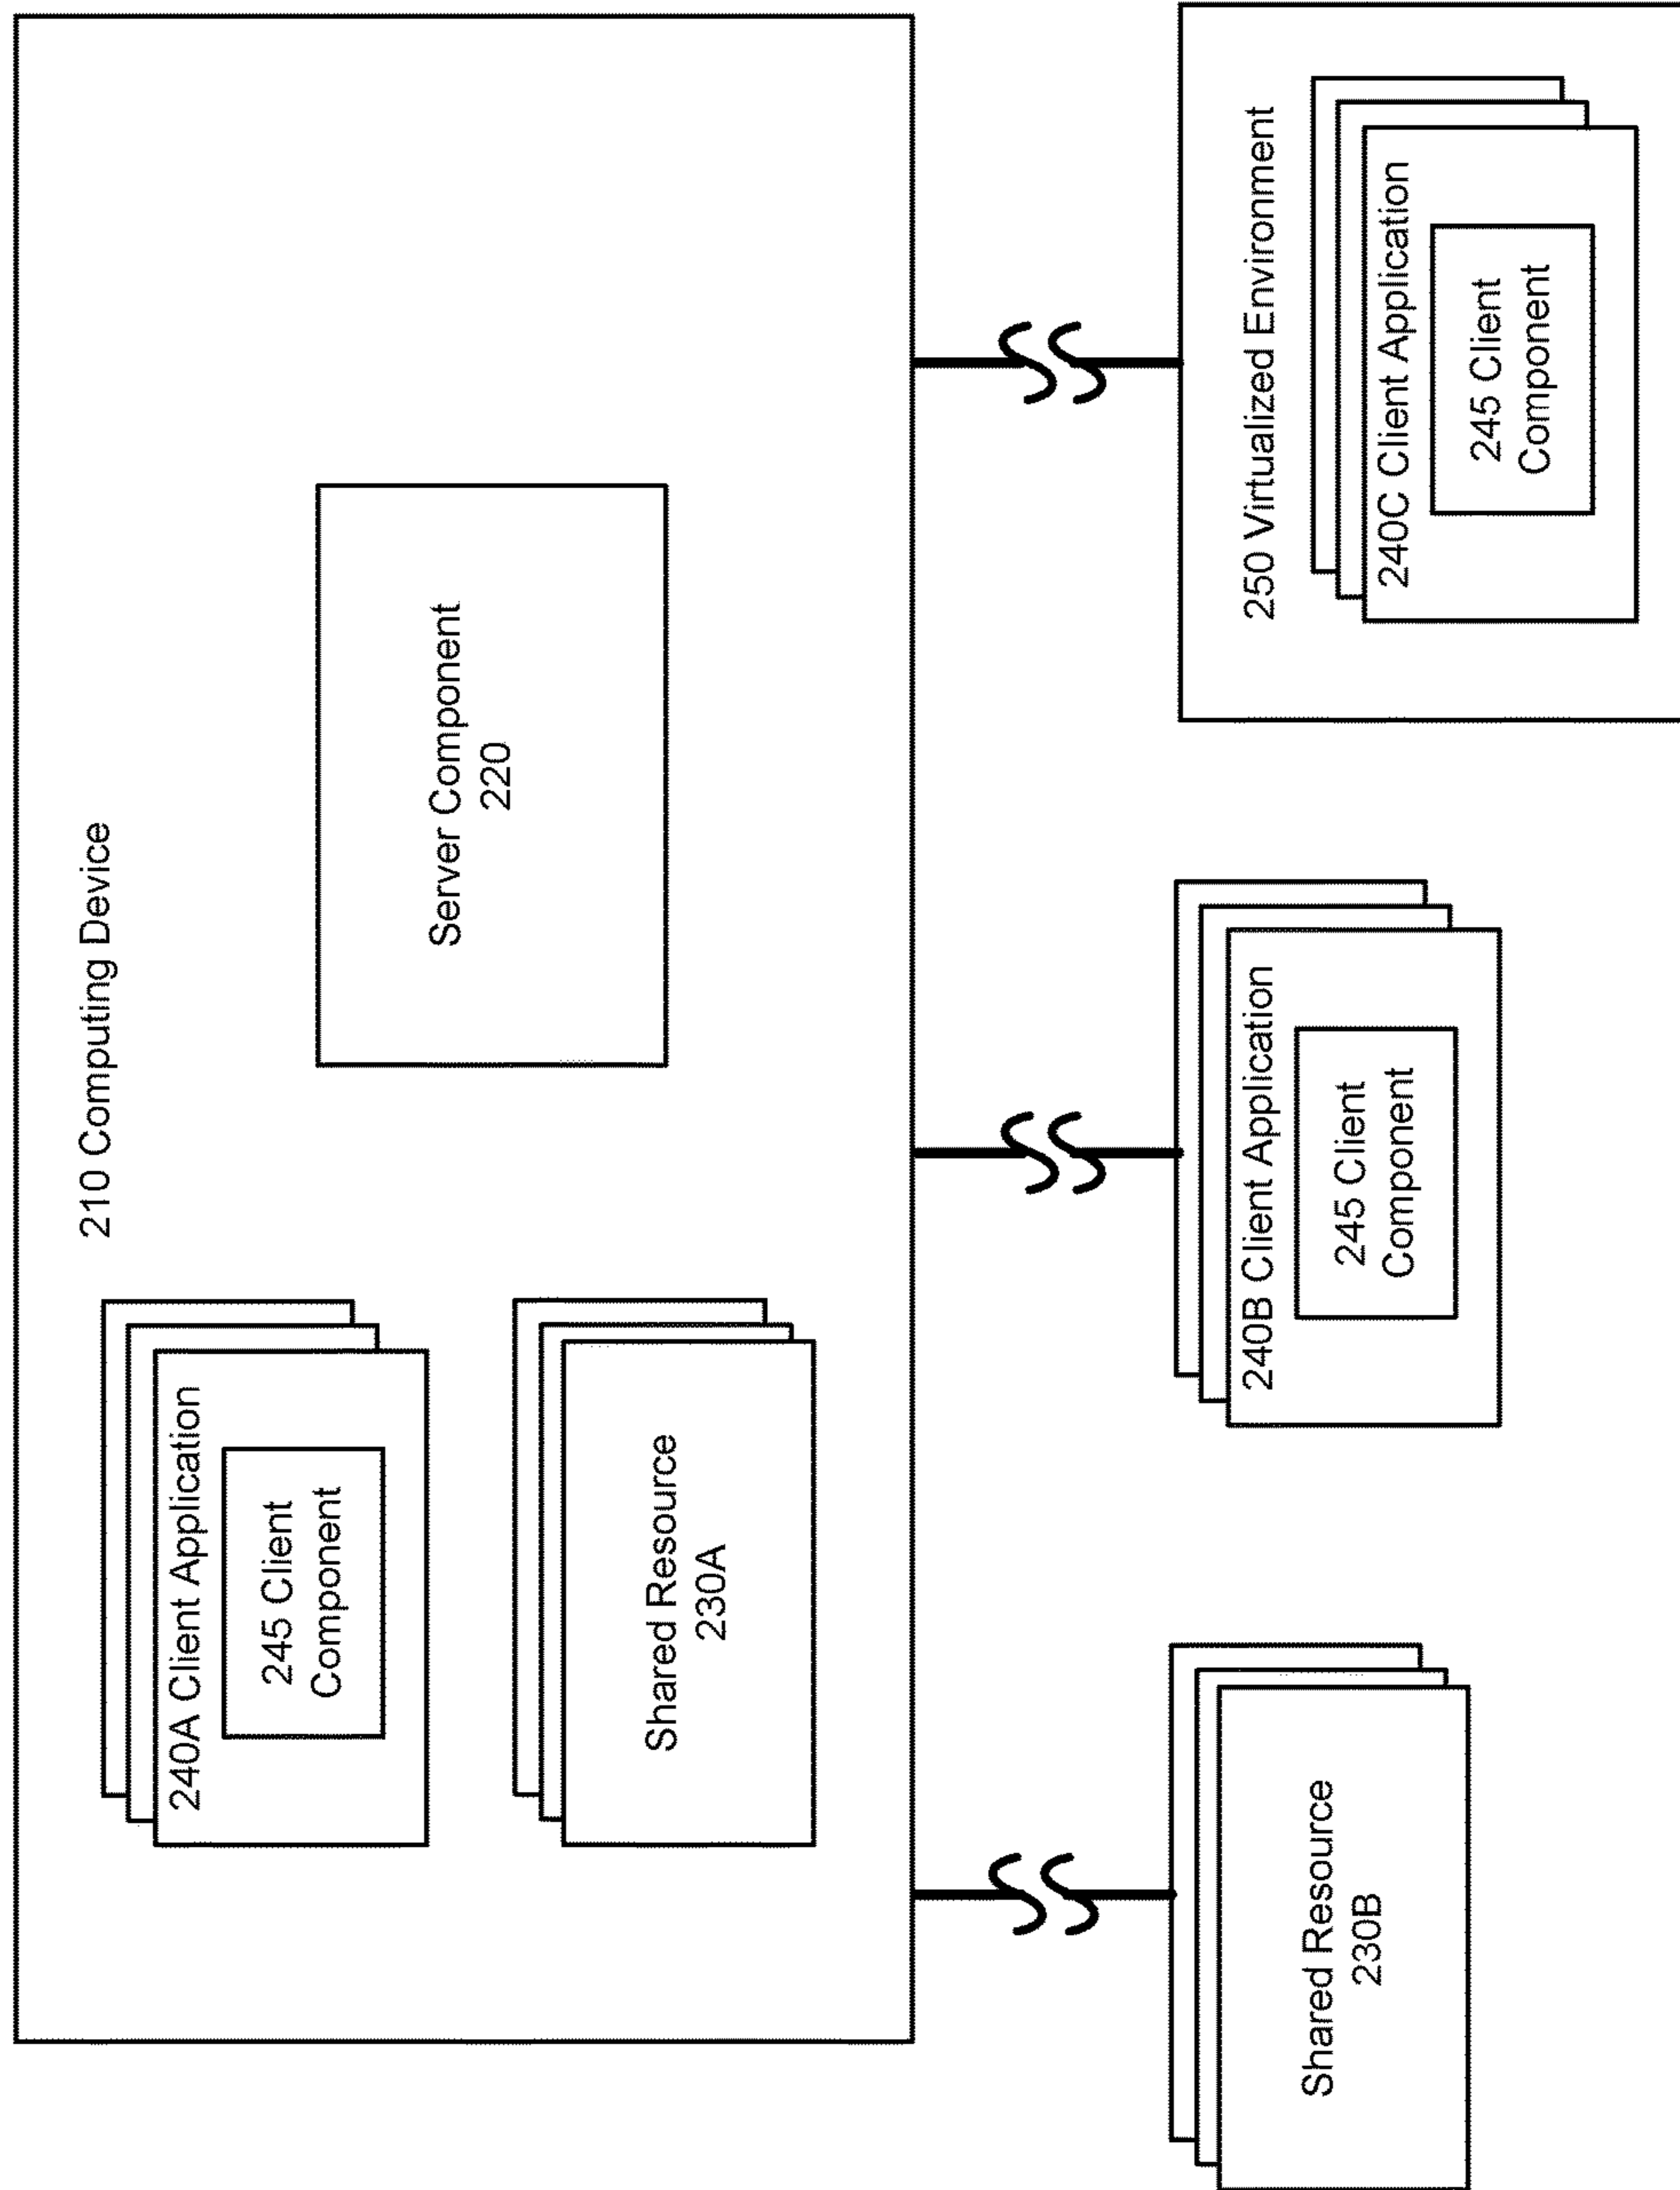 210 Computing Device
240A Client Application
245 Client
Component
Server Component
220
Shared Resource
230A
Shared Resource
230B
240B Client Application
245 Client
Component
250 Virtualized Environment
240C Client Application
245 Client
Component